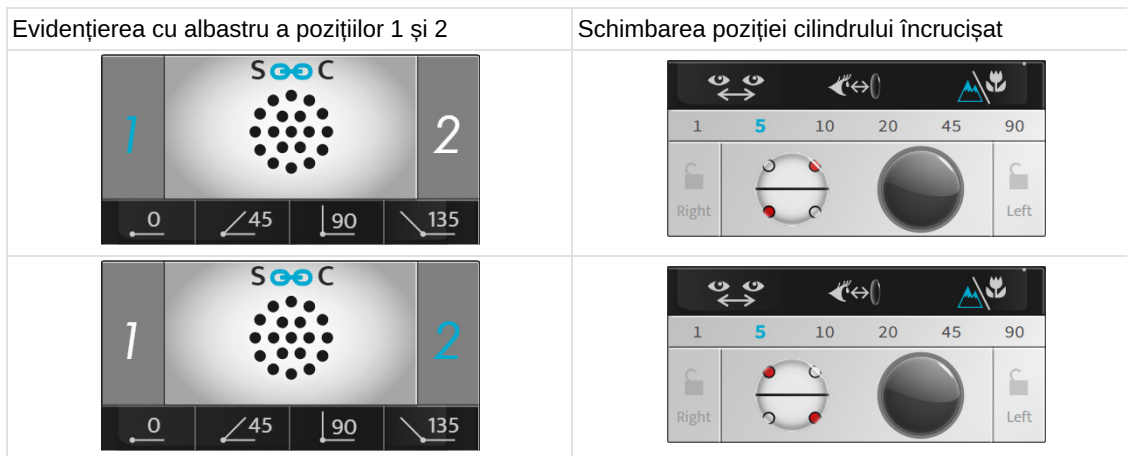 Evidențierea cu albastru a pozițiilor 1 și 2
Schimbarea poziției cilindrului încrucișat
S C
1
2
0 45 90 135
1 5 10 20 45 90
Right
Left
S C
1
2
0 45 90 135
1 5 10 20 45 90
Right
Left